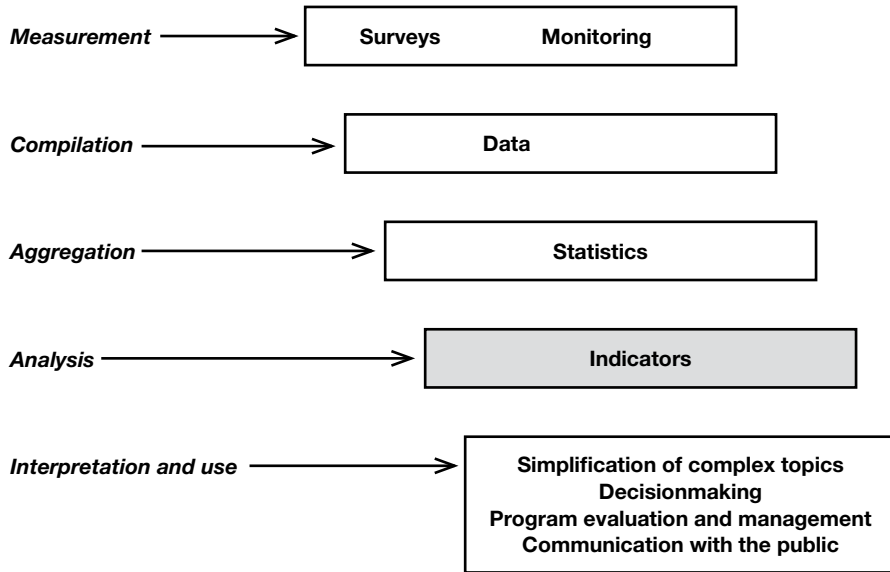 Measurement
Surveys Monitoring
Compilation
Data
Aggregation
Statistics
Analysis
Indicators
Interpretation and use
Simplification of complex topics
Decisionmaking
Program evaluation and management
Communication with the public